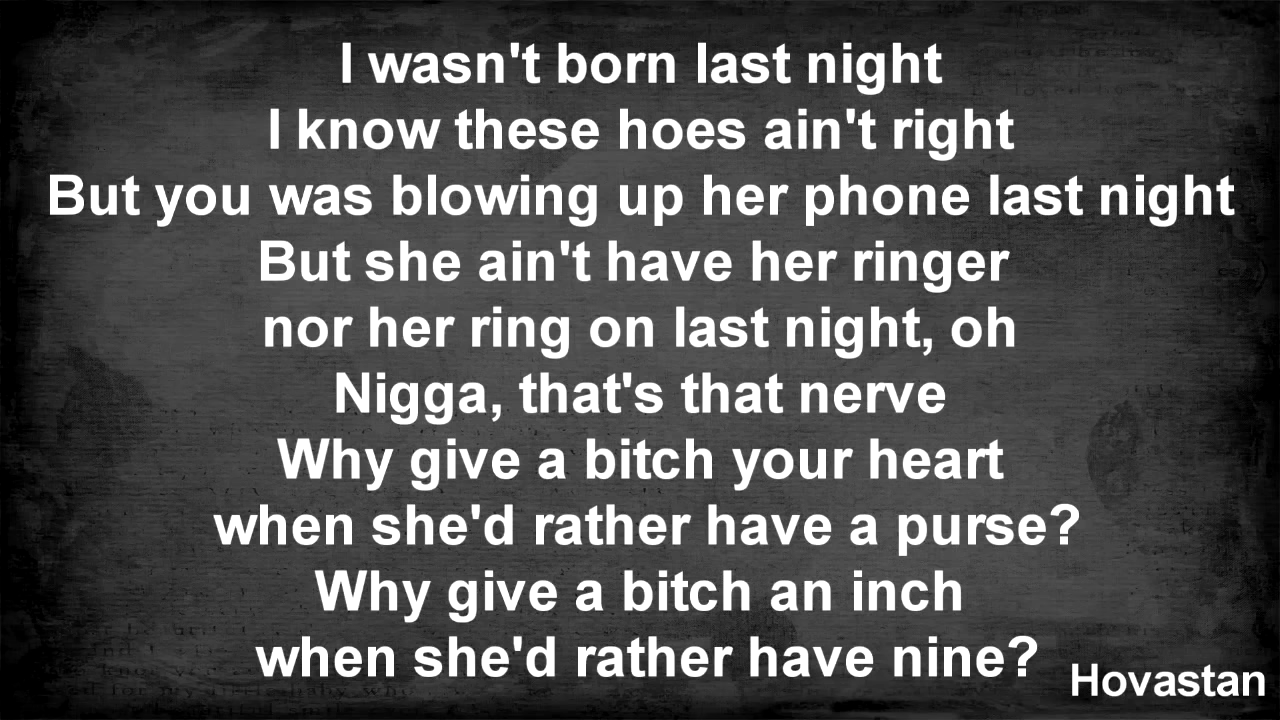 I wasn't born last night
I know these hoes ain't right
But you was blowing up her phone last night
But she ain't have her ringer
nor her ring on last night, oh
Nigga, that's that nerve
Why give a bitch your heart
when she'd rather have a purse?
Why give a bitch an inch
when she'd rather have nine?
Hovastan